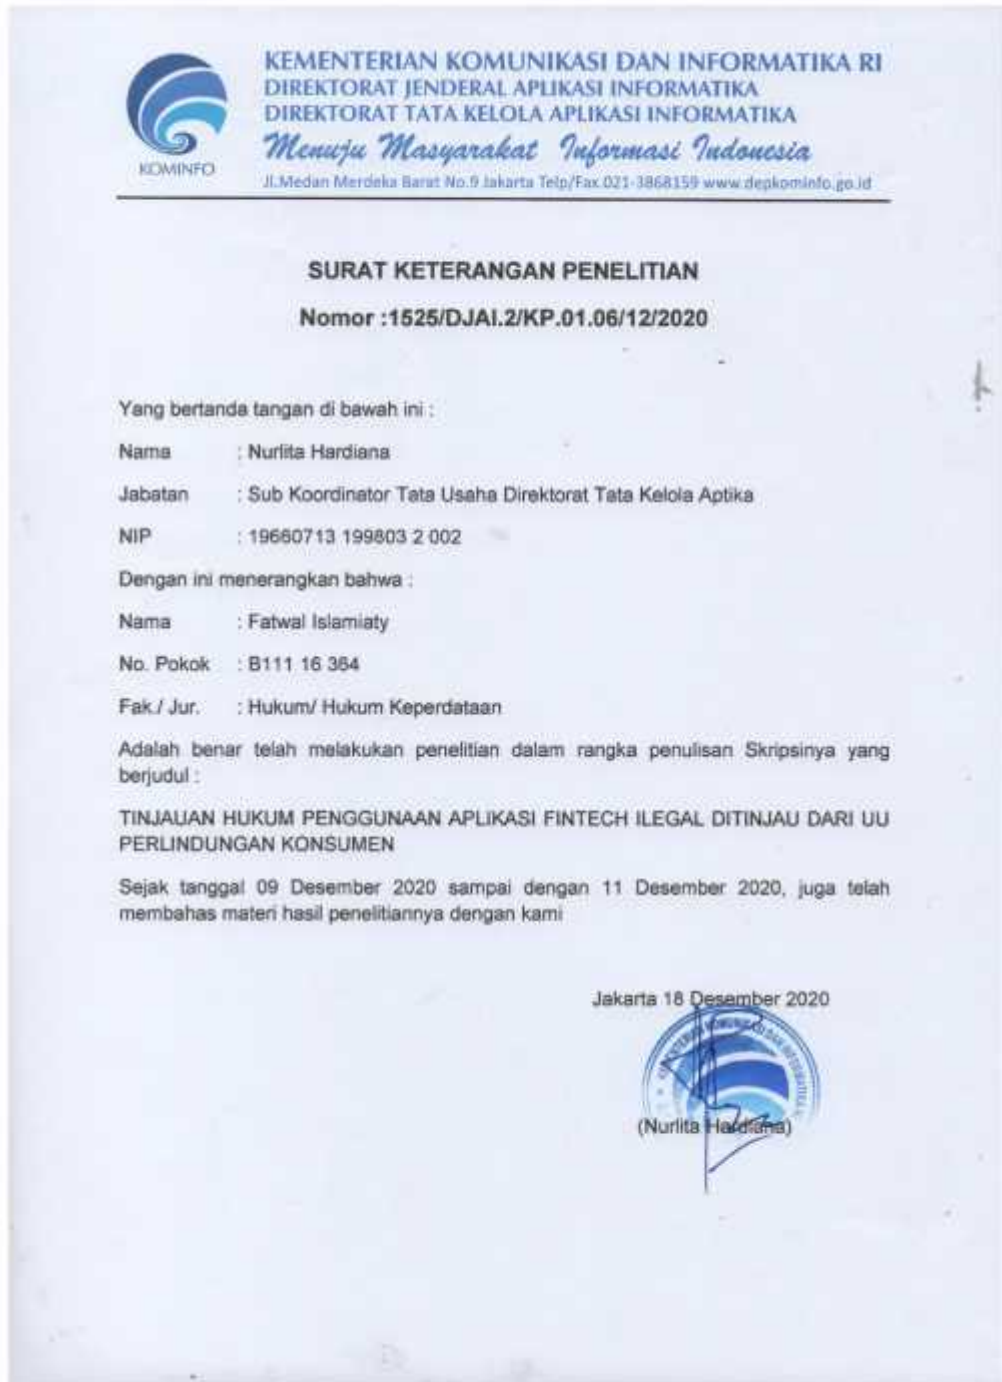 KOMINFO
KEMENTERIAN KOMUNIKASI DAN INFORMATIKA RI
DIREKTORAT JENDERAL APLIKASI INFORMATIKA
DIREKTORAT TATA KELOLA APLIKASI INFORMATIKA
Menuju Masyarakat Informasi Indonesia
Jl.Medan Merdeka Barat No.9 Jakarta Telp/Fax.021-3868159 www.depkominfo.go.id
SURAT KETERANGAN PENELITIAN
Nomor :1525/DJAI.2/KP.01.06/12/2020
Yang bertanda tangan di bawah ini :
Nama : Nurlita Hardiana
Jabatan : Sub Koordinator Tata Usaha Direktorat Tata Kelola Aptika
NIP : 19660713 199803 2 002
Dengan ini menerangkan bahwa :
Nama : Fatwal Islamiaty
No. Pokok : B111 16 364
Fak./ Jur. : Hukum/ Hukum Keperdataan
Adalah benar telah melakukan penelitian dalam rangka penulisan Skripsinya yang
berjudul :
TINJAUAN HUKUM PENGGUNAAN APLIKASI FINTECH ILEGAL DITINJAU DARI UU
PERLINDUNGAN KONSUMEN
Sejak tanggal 09 Desember 2020 sampai dengan 11 Desember 2020, juga telah
membahas materi hasil penelitiannya dengan kami
Jakarta 18 Desember 2020
KEMENTERIAN KOMUNIKASI DAN INFORMATIKA
(Nurlita Hardiana)